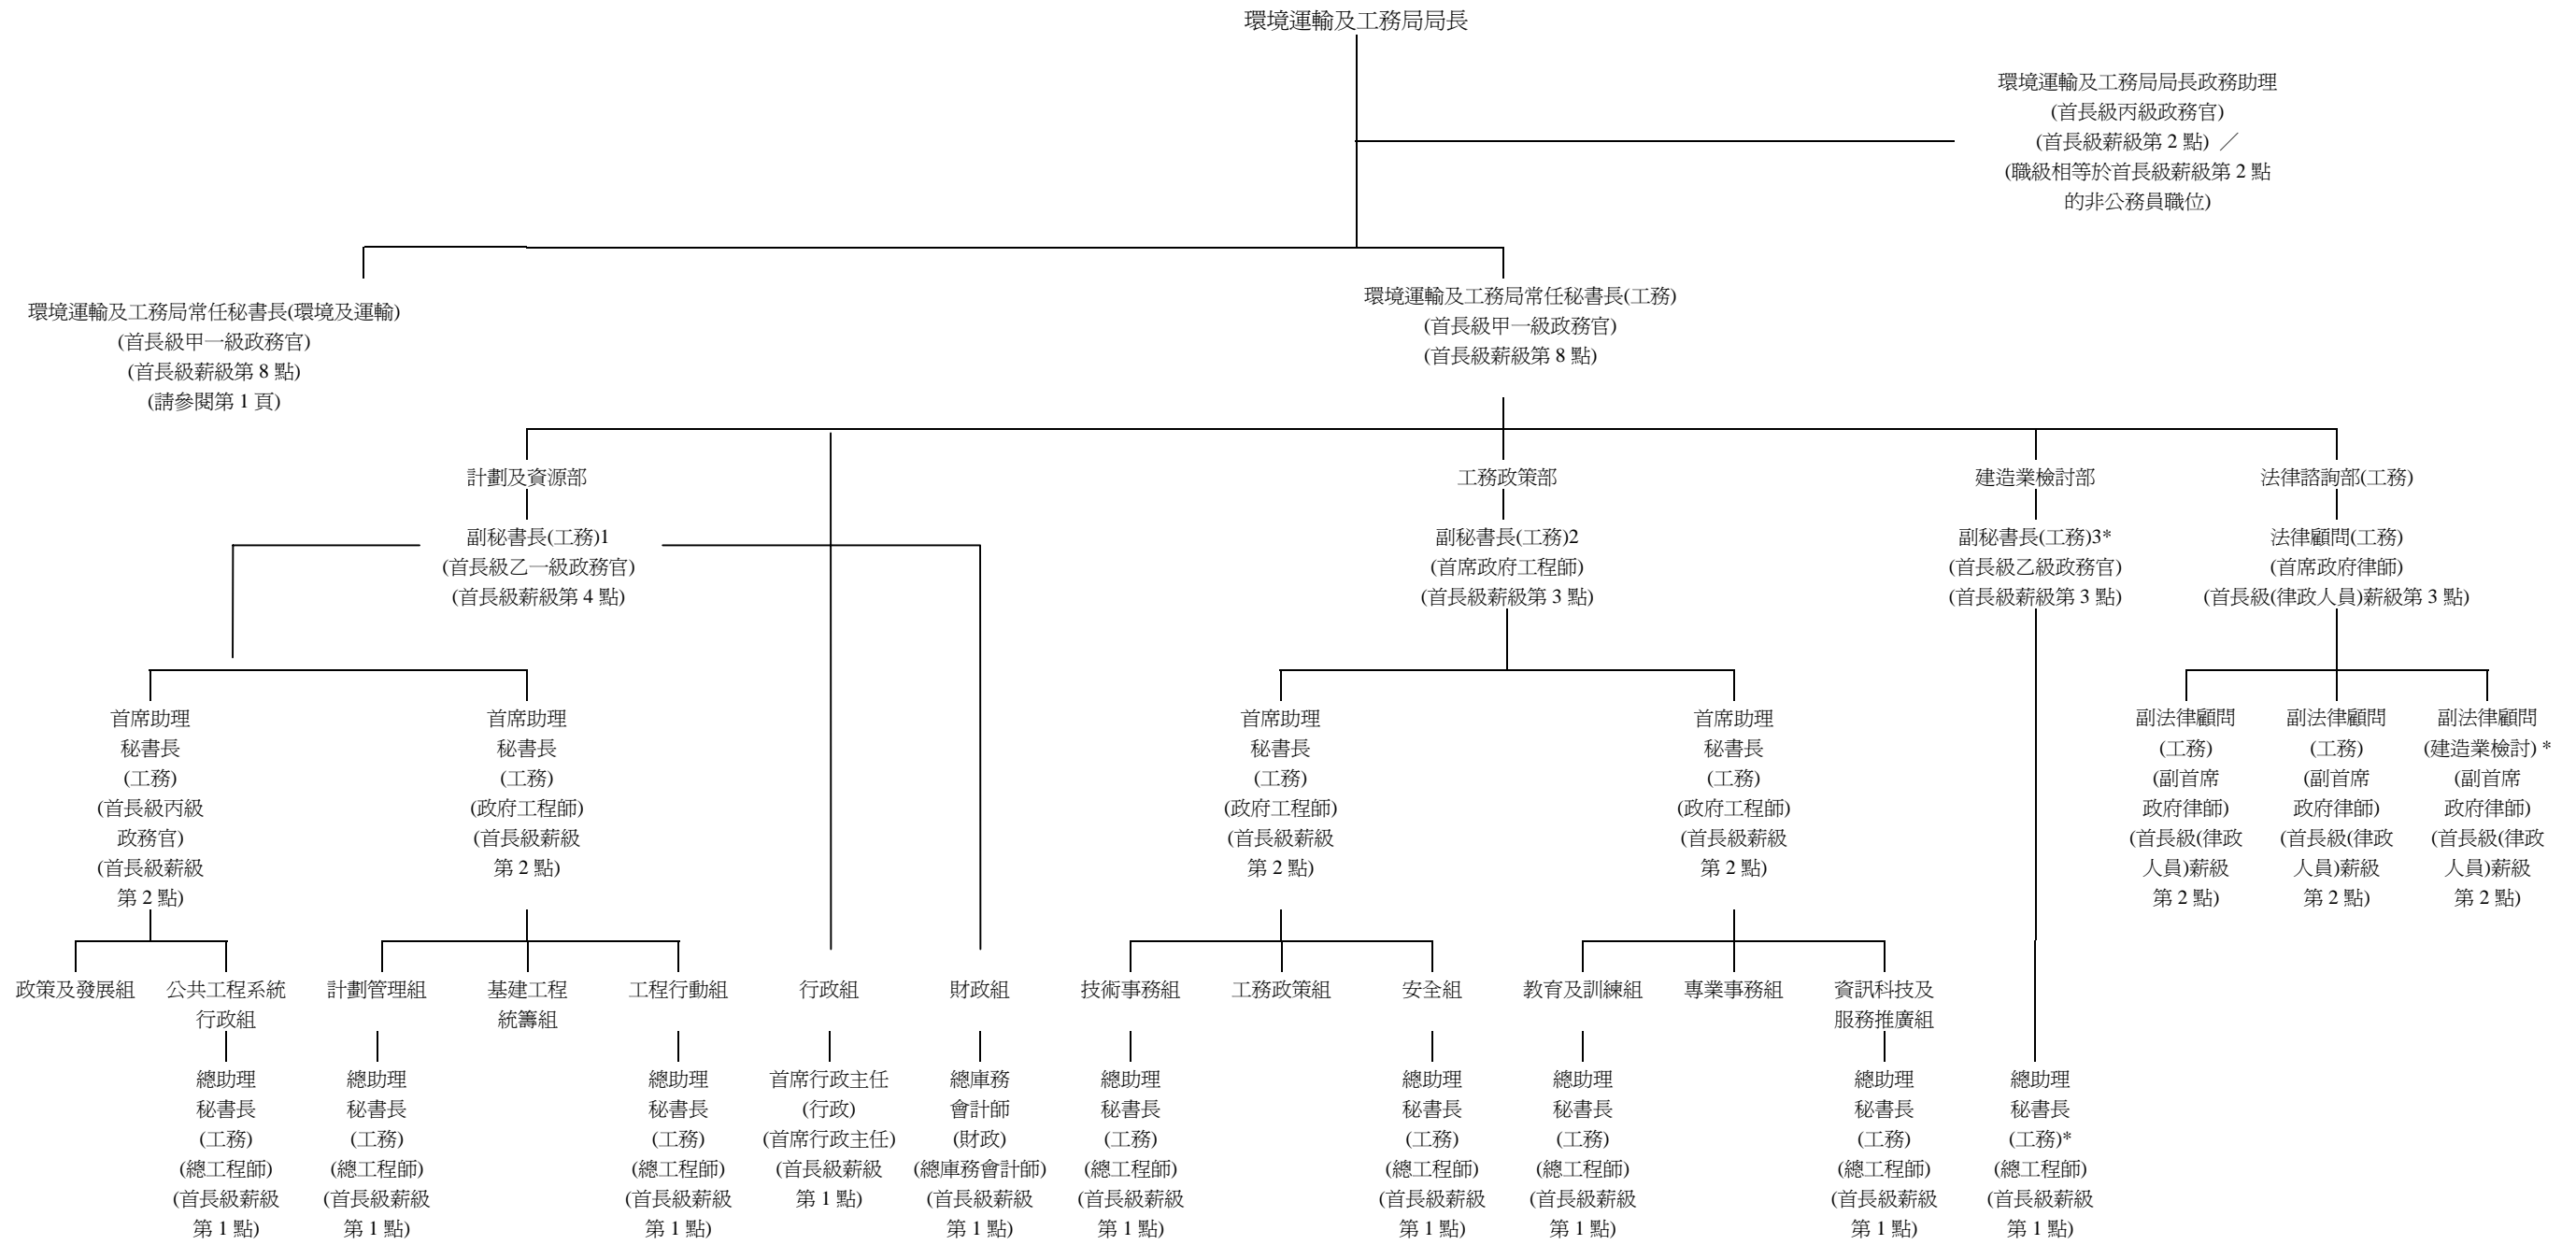 環境運輸及工務局局長
環境運輸及工務局局長政務助理
(首長級丙級政務官)
(首長級薪級第 2 點) ／
(職級相等於首長級薪級第 2 點
的非公務員職位)
環境運輸及工務局常任秘書長(環境及運輸)
(首長級甲一級政務官)
(首長級薪級第 8 點)
(請參閱第 1 頁)
環境運輸及工務局常任秘書長(工務)
(首長級甲一級政務官)
(首長級薪級第 8 點)
計劃及資源部
副秘書長(工務)1
(首長級乙一級政務官)
(首長級薪級第 4 點)
工務政策部
副秘書長(工務)2
(首席政府工程師)
(首長級薪級第 3 點)
建造業檢討部
副秘書長(工務)3*
(首長級乙級政務官)
(首長級薪級第 3 點)
法律諮詢部(工務)
法律顧問(工務)
(首席政府律師)
(首長級(律政人員)薪級第 3 點)
首席助理
秘書長
(工務)
(首長級丙級
政務官)
(首長級薪級
第 2 點)
首席助理
秘書長
(工務)
(政府工程師)
(首長級薪級
第 2 點)
首席助理
秘書長
(工務)
(政府工程師)
(首長級薪級
第 2 點)
首席助理
秘書長
(工務)
(政府工程師)
(首長級薪級
第 2 點)
副法律顧問
(工務)
(副首席
政府律師)
(首長級(律政
人員)薪級
第 2 點)
副法律顧問
(工務)
(副首席
政府律師)
(首長級(律政
人員)薪級
第 2 點)
副法律顧問
(建造業檢討) *
(副首席
政府律師)
(首長級(律政
人員)薪級
第 2 點)
政策及發展組
公共工程系統
行政組
總助理
秘書長
(工務)
(總工程師)
(首長級薪級
第 1 點)
計劃管理組
總助理
秘書長
(工務)
(總工程師)
(首長級薪級
第 1 點)
基建工程
統籌組
工程行動組
總助理
秘書長
(工務)
(總工程師)
(首長級薪級
第 1 點)
行政組
首席行政主任
(行政)
(首席行政主任)
(首長級薪級
第 1 點)
財政組
總庫務
會計師
(財政)
(總庫務會計師)
(首長級薪級
第 1 點)
技術事務組
總助理
秘書長
(工務)
(總工程師)
(首長級薪級
第 1 點)
工務政策組
安全組
總助理
秘書長
(工務)
(總工程師)
(首長級薪級
第 1 點)
教育及訓練組
總助理
秘書長
(工務)
(總工程師)
(首長級薪級
第 1 點)
專業事務組
資訊科技及
服務推廣組
總助理
秘書長
(工務)
(總工程師)
(首長級薪級
第 1 點)
總助理
秘書長
(工務)*
(總工程師)
(首長級薪級
第 1 點)